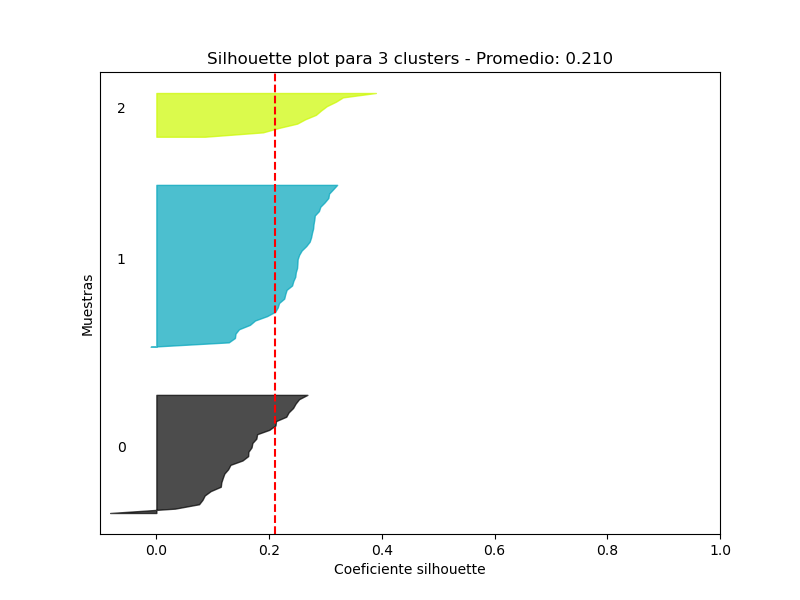 Silhouette plot para 3 clusters - Promedio: 0.210
2
1
0
Muestras
0.0 0.2 0.4 0.6 0.8 1.0
Coeficiente silhouette